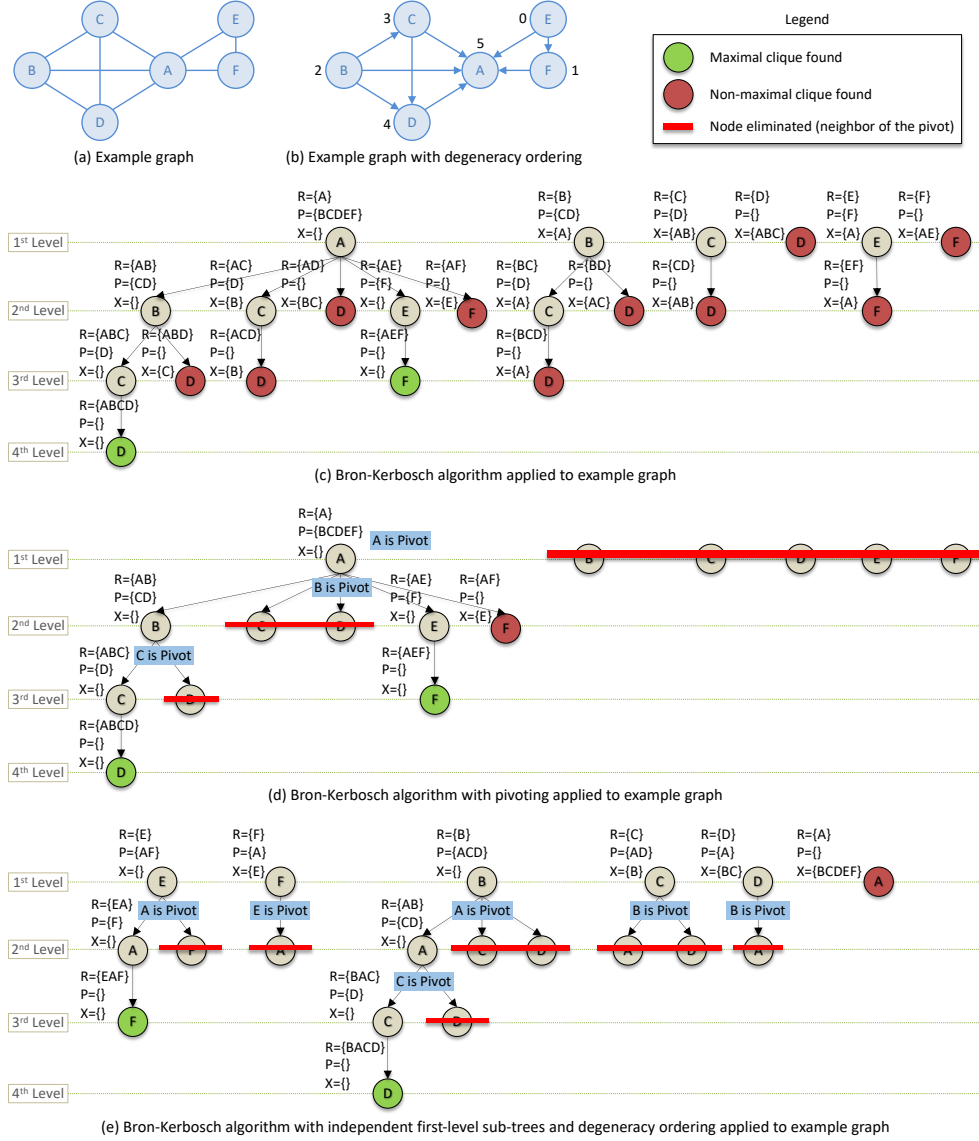 C E 3 C 0 E Legend
5
B A F 2 B A F 1
D 4 D
Maximal clique found
Non-maximal clique found
Node eliminated (neighbor of the pivot)
(a) Example graph (b) Example graph with degeneracy ordering
R={A} R={B} R={C} R={D} R={E} R={F}
P={BCDEF} P={CD} P={D} P={} P={F} P={}
X={} X={A} X={AB} X={ABC} X={A} X={AE}
1st Level A B C D E F
R={AB} R={AC} R={AD} R={AE} R={AF} R={BC} R={BD} R={CD} R={EF}
P={CD} P={D} P={} P={F} P={} P={D} P={} P={} P={}
X={} X={B} X={BC} X={} X={E} X={A} X={AC} X={AB} X={A}
2nd Level B C D E F C D D F
R={ABC} R={ABD} R={ACD} R={AEF} R={BCD}
P={D} P={} P={} P={} P={}
X={} X={C} X={B} X={} X={A}
3rd Level C D D F D
R={ABCD}
P={}
X={}
4th Level D
(c) Bron-Kerbosch algorithm applied to example graph
R={A}
P={BCDEF}
X={}
A is Pivot
1st Level A B C D E F
R={AB} R={AE} R={AF}
P={CD} P={F} P={}
X={} X={} X={E}
B is Pivot
2nd Level B C D E F
R={ABC} R={AEF}
P={D} P={}
X={} X={}
C is Pivot
3rd Level C D F
R={ABCD}
P={}
X={}
4th Level D
(d) Bron-Kerbosch algorithm with pivoting applied to example graph
R={E} R={F} R={B} R={C} R={D} R={A}
P={AF} P={A} P={ACD} P={AD} P={A} P={}
X={} X={E} X={} X={B} X={BC} X={BCDEF}
1st Level E F B C D A
R={EA} R={AB}
P={F} P={CD}
X={} X={}
A is Pivot E is Pivot A is Pivot B is Pivot B is Pivot
2nd Level A F A A C D A D A
R={EAF} R={BAC}
P={} P={D}
X={} X={}
C is Pivot
3rd Level F C D
R={BACD}
P={}
X={}
4th Level D
(e) Bron-Kerbosch algorithm with independent first-level sub-trees and degeneracy ordering applied to example graph